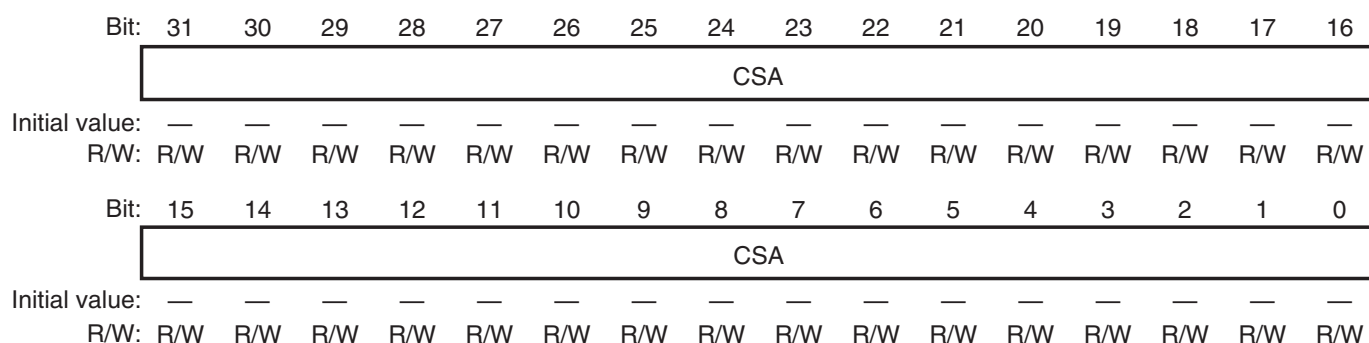 Bit: 31 30 29 28 27 26 25 24 23 22 21 20 19 18 17 16
CSA
Initial value: — — — — — — — — — — — — — — — —
R/W: R/W R/W R/W R/W R/W R/W R/W R/W R/W R/W R/W R/W R/W R/W R/W R/W
Bit: 15 14 13 12 11 10 9 8 7 6 5 4 3 2 1 0
CSA
Initial value: — — — — — — — — — — — — — — — —
R/W: R/W R/W R/W R/W R/W R/W R/W R/W R/W R/W R/W R/W R/W R/W R/W R/W